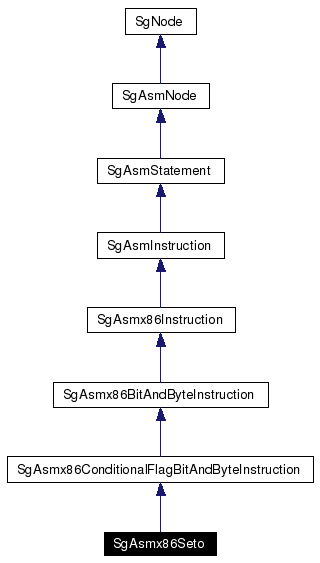 SgNode
SgAsmNode
SgAsmStatement
SgAsmInstruction
SgAsmx86Instruction
SgAsmx86BitAndByteInstruction
SgAsmx86ConditionalFlagBitAndByteInstruction
SgAsmx86Seto